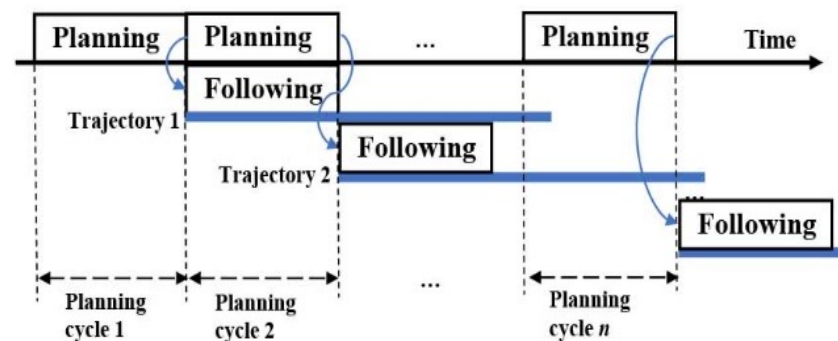 Planning
Planning
...
Planning
Time
Following
Trajectory 1
Following
Trajectory 2
...
Following
Planning
cycle 1
Planning
cycle 2
...
Planning
cycle n